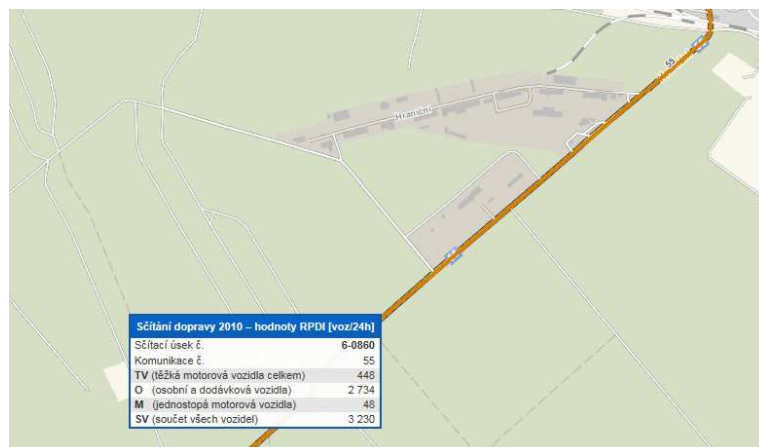 55
Hraniční
Sčítání dopravy 2010 – hodnoty RPDI [voz/24h]
Sčítací úsek č. 6-0860
Komunikace č. 55
TV (těžká motorová vozidla celkem) 448
O (osobní a dodávková vozidla) 2 734
M (jednostopá motorová vozidla) 48
SV (součet všech vozidel) 3 230